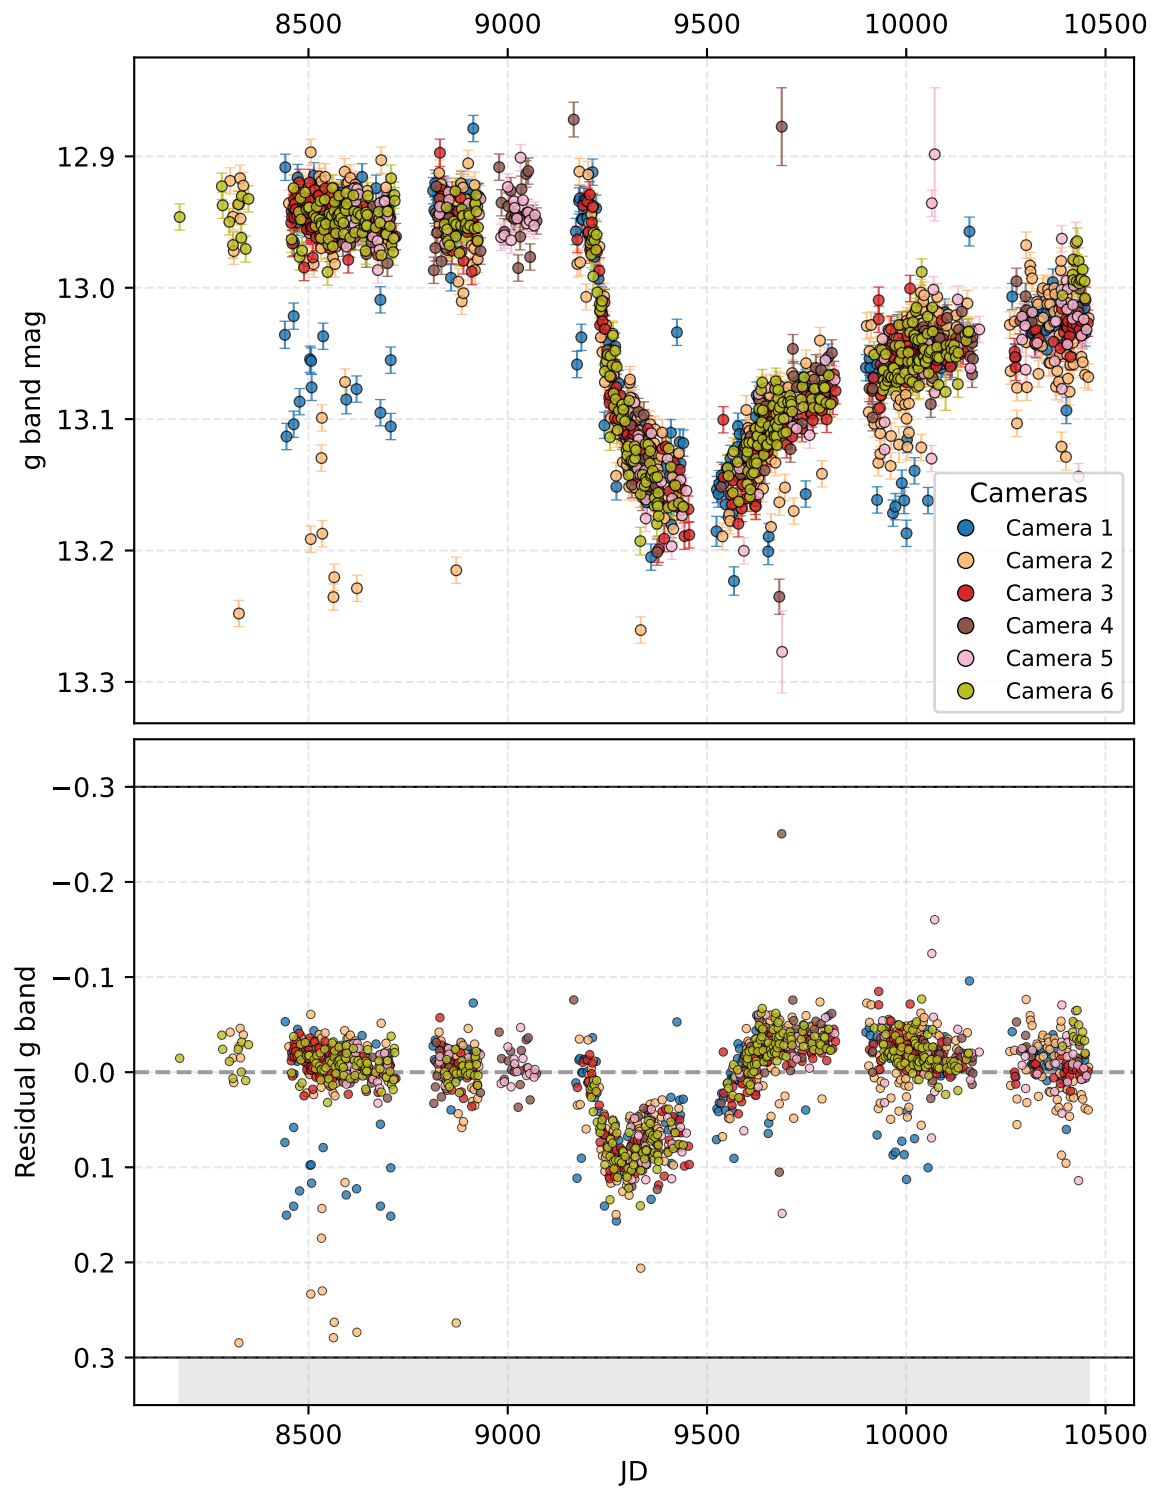 8500 9000 9500 10000 10500
12.9
13.0
13.1
13.2
13.3
g band mag
Cameras
Camera 1
Camera 2
Camera 3
Camera 4
Camera 5
Camera 6
−0.3
−0.2
−0.1
0.0
0.1
0.2
0.3
Residual g band
8500 9000 9500 10000 10500
JD